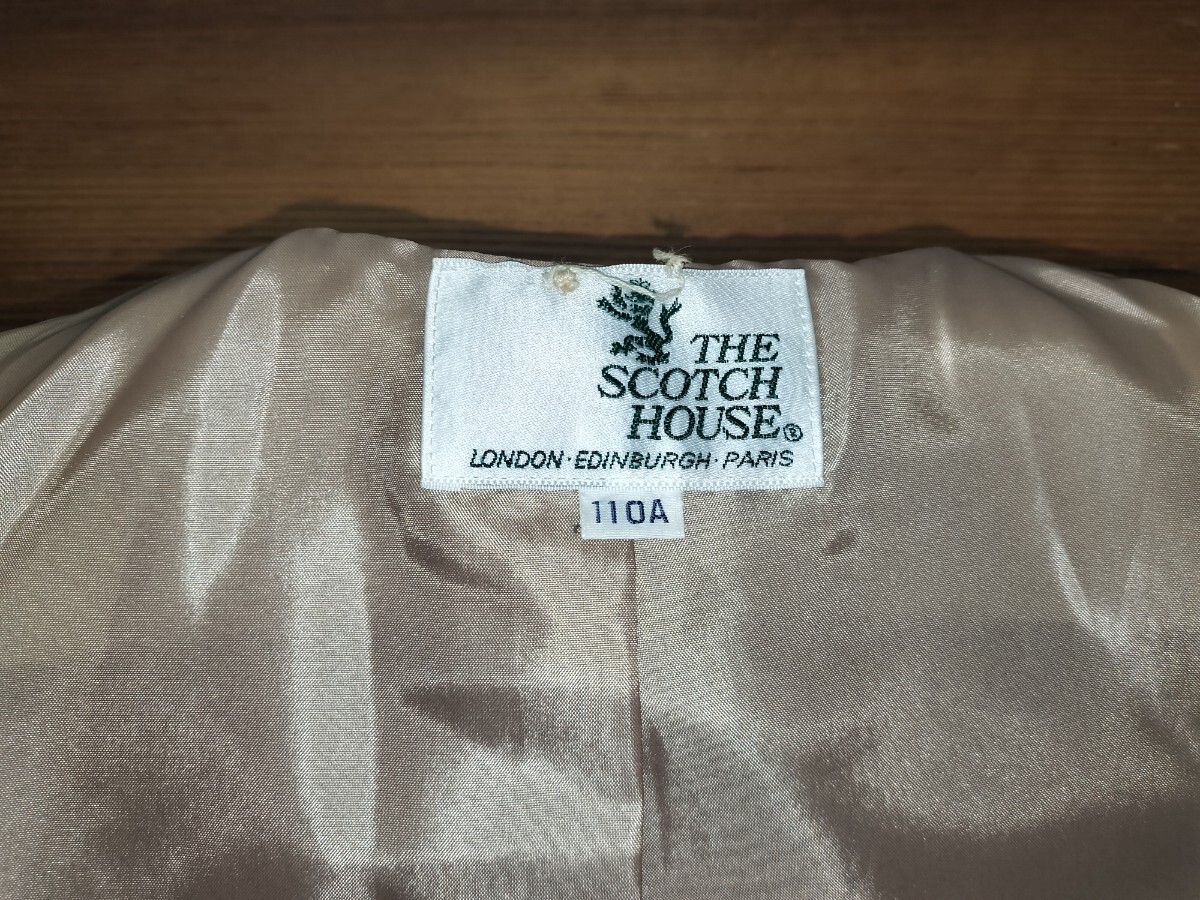 THE
SCOTCH
HOUSE®
LONDON·EDINBURGH·PARIS
110A